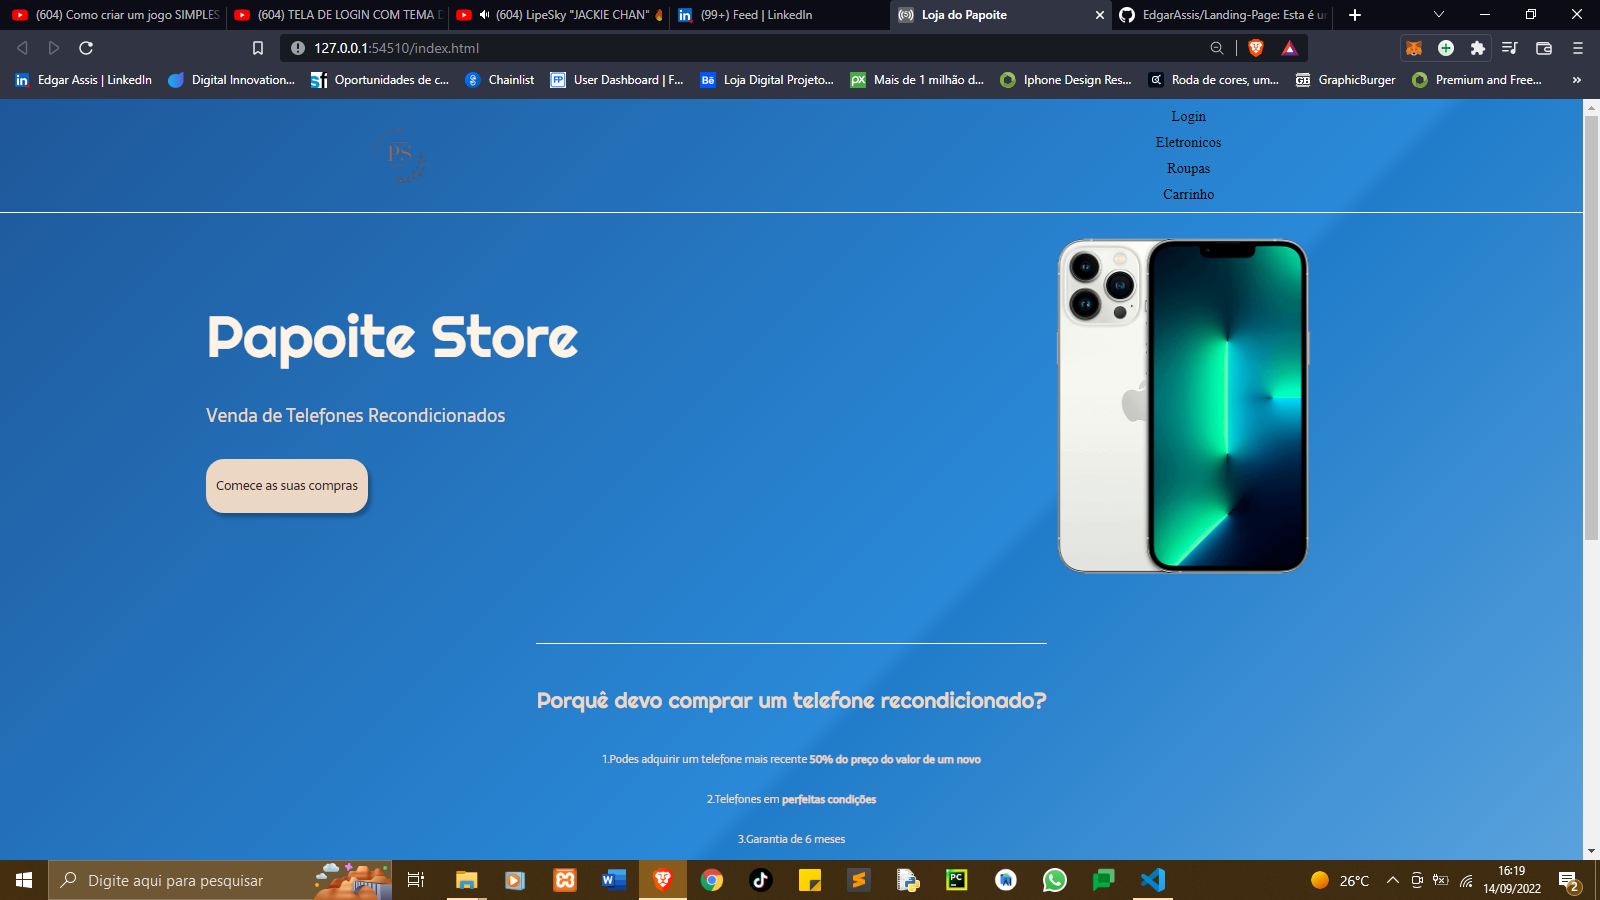 (604) Como criar um jogo SIMPLES
(604) TELA DE LOGIN COM TEMA D
(604) LipeSky "JACKIE CHAN"
(99+) Feed | LinkedIn
Loja do Papoite
EdgarAssis/Landing-Page: Esta é um
127.0.0.1:54510/index.html
Edgar Assis | LinkedIn
Digital Innovation...
Oportunidades de c...
Chainlist
User Dashboard | F...
Loja Digital Projeto...
Mais de 1 milhão d...
Iphone Design Res...
Roda de cores, um...
GraphicBurger
Premium and Free...
PS
Login
Eletronicos
Roupas
Carrinho
Papoite Store
Venda de Telefones Recondicionados
Comece as suas compras
Porquê devo comprar um telefone recondicionado?
1.Podes adquirir um telefone mais recente 50% do preço do valor de um novo
2.Telefones em perfeitas condições
3.Garantia de 6 meses
Digite aqui para pesquisar
26°C
16:19
14/09/2022
2